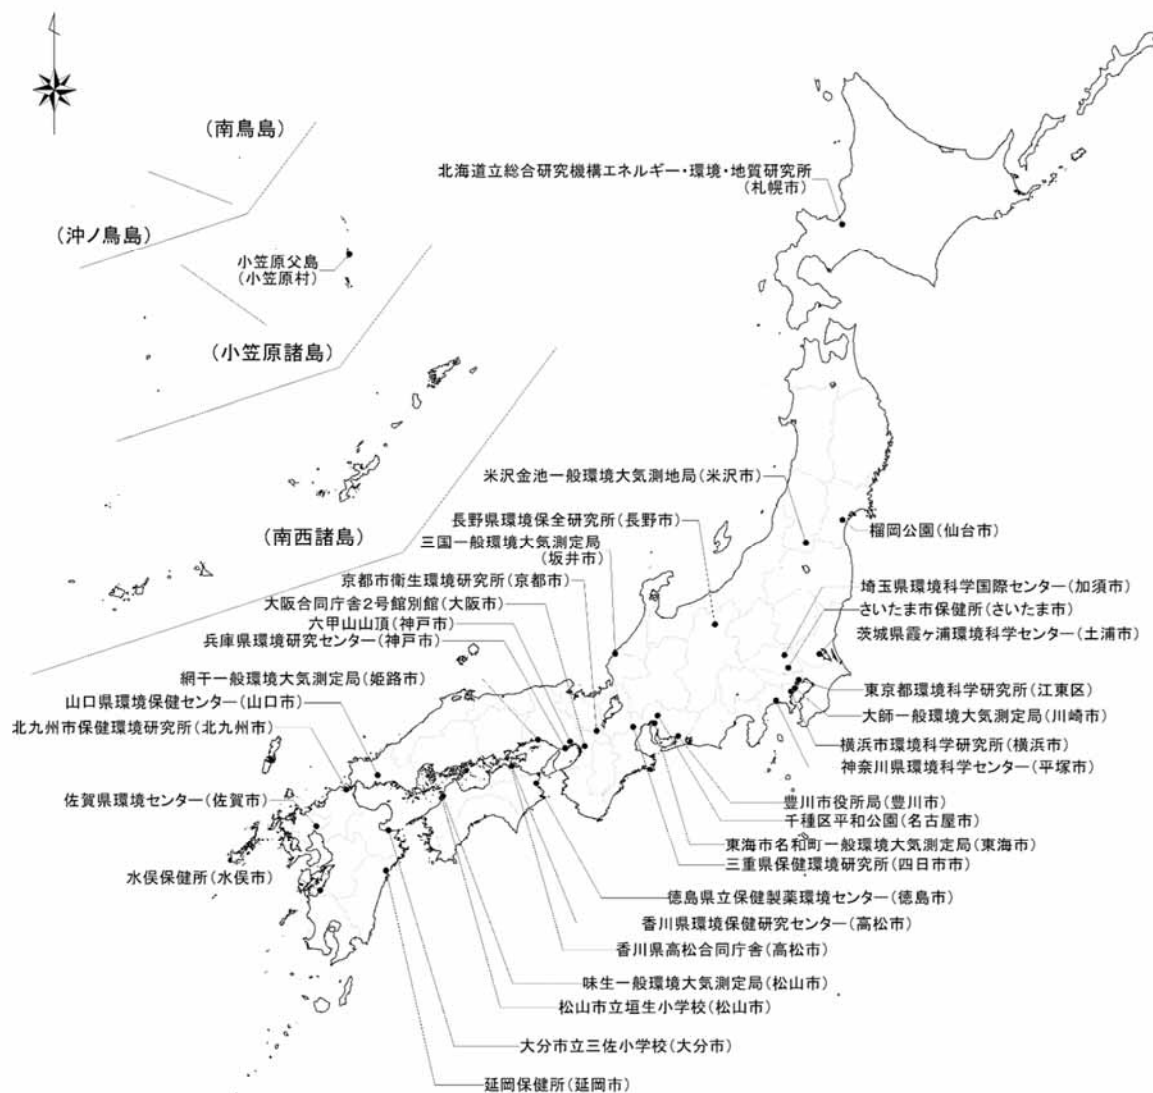 (南鳥島)
北海道立総合研究機構エネルギー・環境・地質研究所
(札幌市)
(沖ノ鳥島)
小笠原父島
(小笠原村)
(小笠原諸島)
米沢金池一般環境大気測地局(米沢市)
長野県環境保全研究所(長野市)
(南西諸島)
榴岡公園(仙台市)
三国一般環境大気測定局
(坂井市)
京都市衛生環境研究所(京都市)
埼玉県環境科学国際センター(加須市)
大阪合同庁舎2号館別館(大阪市)
さいたま市保健所(さいたま市)
六甲山山頂(神戸市)
茨城県霞ヶ浦環境科学センター(土浦市)
兵庫県環境研究センター(神戸市)
網干一般環境大気測定局(姫路市)
東京都環境科学研究所(江東区)
山口県環境保健センター(山口市)
大師一般環境大気測定局(川崎市)
北九州市保健環境研究所(北九州市)
横浜市環境科学研究所(横浜市)
神奈川県環境科学センター(平塚市)
佐賀県環境センター(佐賀市)
豊川市役所局(豊川市)
千種区平和公園(名古屋市)
東海市名和町一般環境大気測定局(東海市)
三重県保健環境研究所(四日市市)
水俣保健所(水俣市)
徳島県立保健製薬環境センター(徳島市)
香川県環境保健研究センター(高松市)
香川県高松合同庁舎(高松市)
味生一般環境大気測定局(松山市)
松山市立垣生小学校(松山市)
大分市立三佐小学校(大分市)
延岡保健所(延岡市)